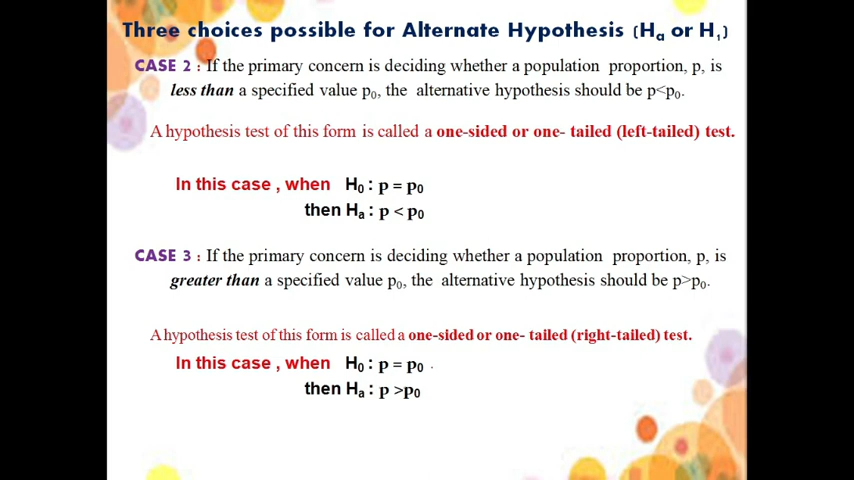 Three choices possible for Alternate Hypothesis (Hₐ or H₁)
CASE 2 : If the primary concern is deciding whether a population proportion, p, is
less than a specified value p₀, the alternative hypothesis should be p<p₀.
A hypothesis test of this form is called a one-sided or one- tailed (left-tailed) test.
In this case , when H₀ : p = p₀
then Hₐ : p < p₀
CASE 3 : If the primary concern is deciding whether a population proportion, p, is
greater than a specified value p₀, the alternative hypothesis should be p>p₀.
A hypothesis test of this form is called a one-sided or one- tailed (right-tailed) test.
In this case , when H₀ : p = p₀ .
then Hₐ : p >p₀